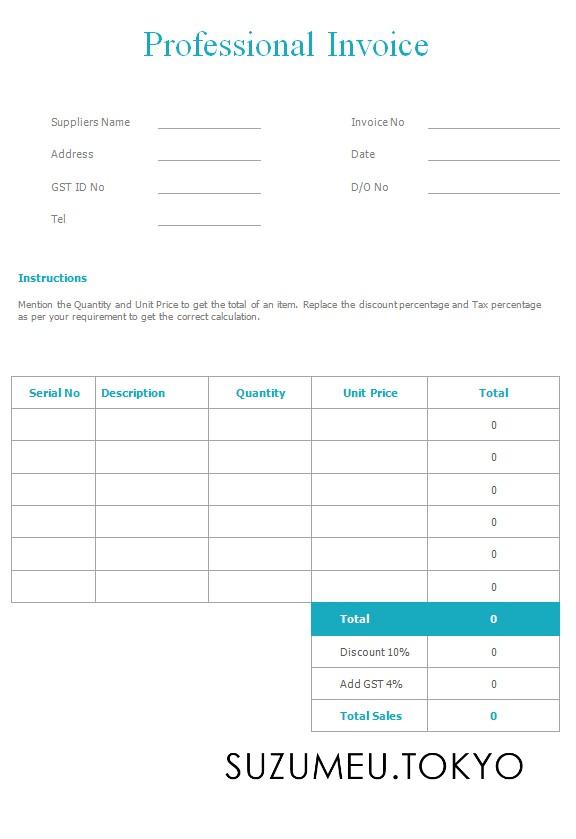 Professional Invoice
Suppliers Name
Invoice No
Address
Date
GST ID No
D/O No
Tel
Instructions
Mention the Quantity and Unit Price to get the total of an item. Replace the discount percentage and Tax percentage
as per your requirement to get the correct calculation.
Serial No Description Quantity Unit Price Total
0
0
0
0
0
0
Total 0
Discount 10% 0
Add GST 4% 0
Total Sales 0
SUZUMEU.TOKYO